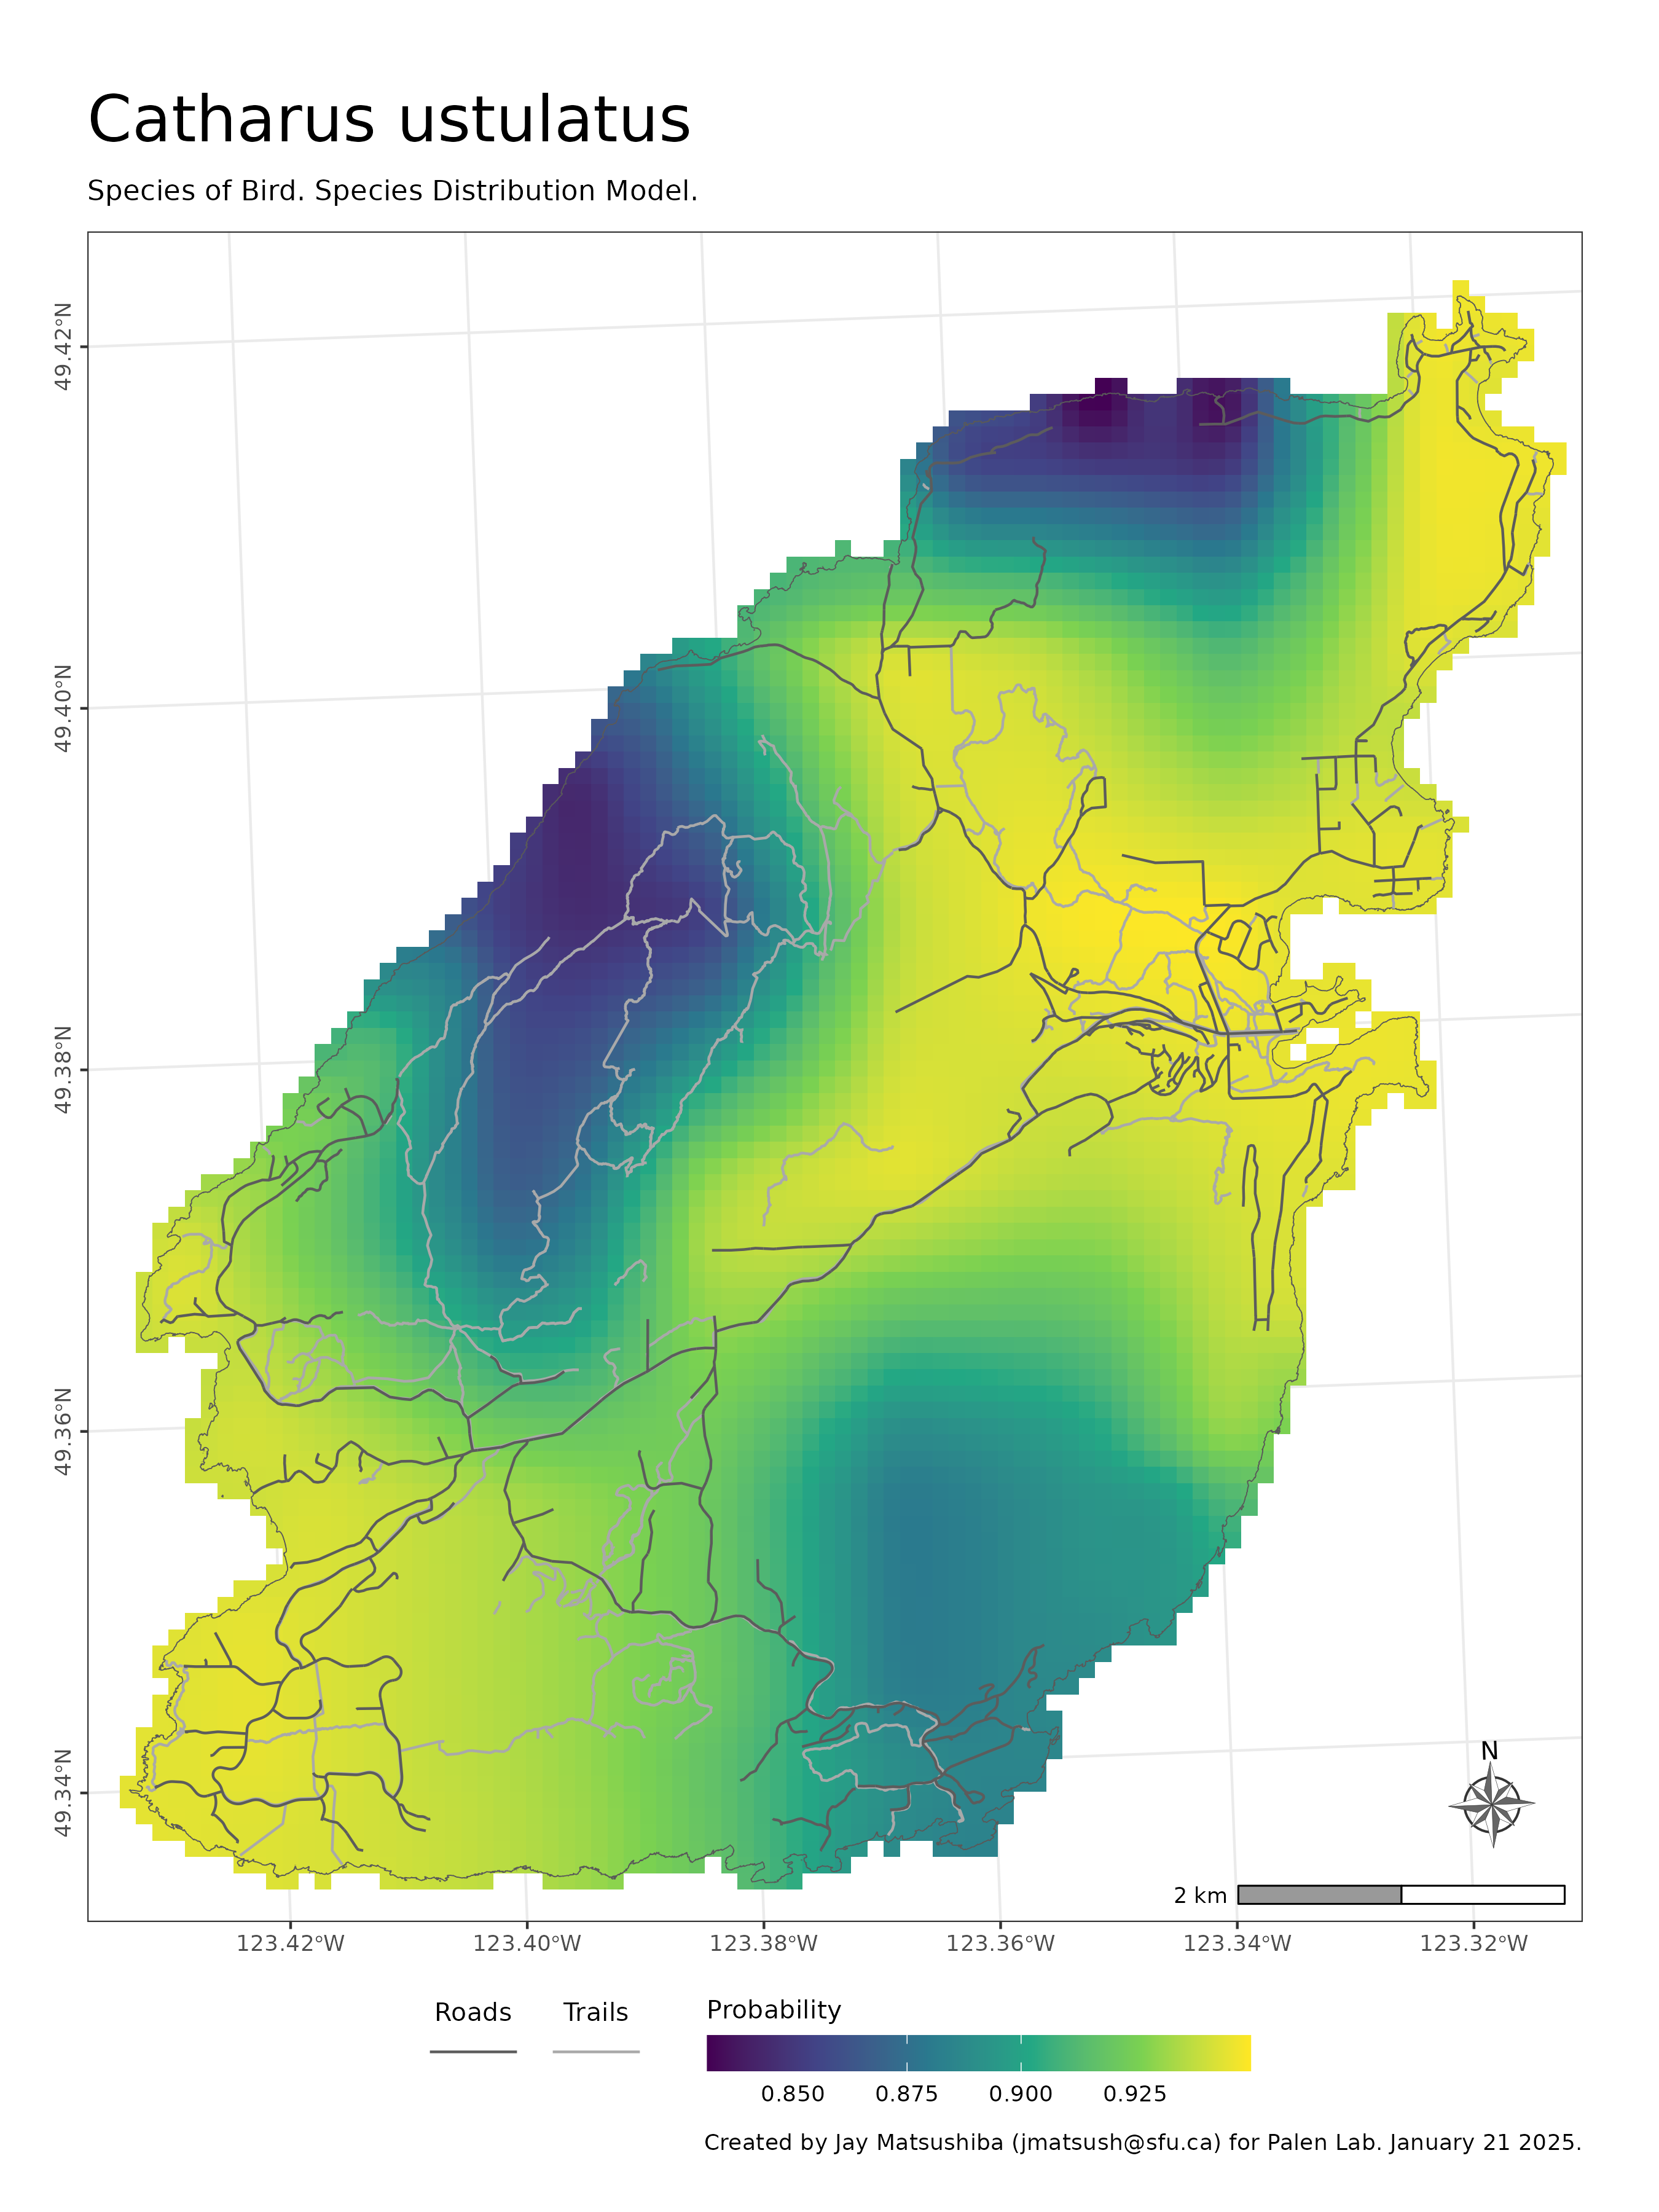 Catharus ustulatus
Species of Bird. Species Distribution Model.
49.42°N
49.40°N
49.38°N
49.36°N
49.34°N
N
2 km
123.42°W 123.40°W 123.38°W 123.36°W 123.34°W 123.32°W
Roads Trails Probability
0.850 0.875 0.900 0.925
Created by Jay Matsushiba (jmatsush@sfu.ca) for Palen Lab. January 21 2025.